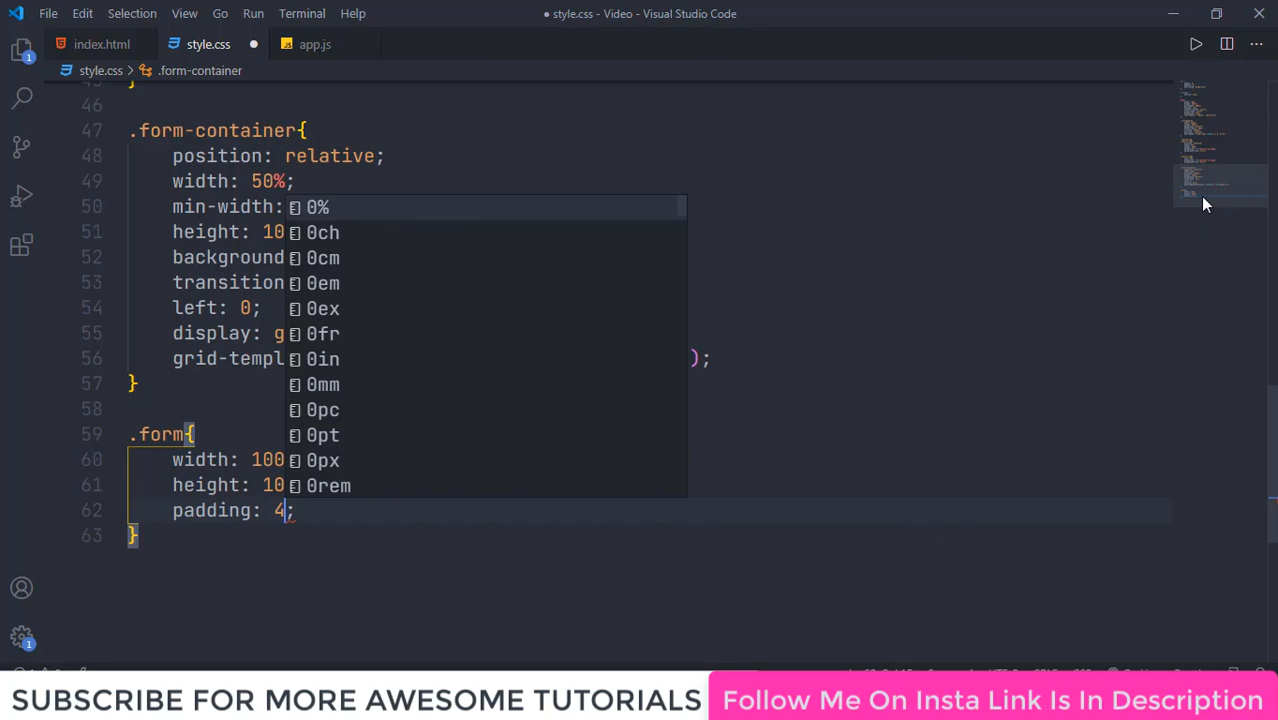 File Edit Selection View Go Run Terminal Help
● style.css - Video - Visual Studio Code
index.html style.css ● app.js
style.css > .form-container
46
47 .form-container{
48 position: relative;
49 width: 50%;
50 min-width:
51 height: 10
52 background
53 transition
54 left: 0;
55 display: g
56 grid-templ );
57 }
58
59 .form{
60 width: 100
61 height: 10
62 padding: 4;
63 }
0%
0ch
0cm
0em
0ex
0fr
0in
0mm
0pc
0pt
0px
0rem
1
1
SUBSCRIBE FOR MORE AWESOME TUTORIALS
Follow Me On Insta Link Is In Description